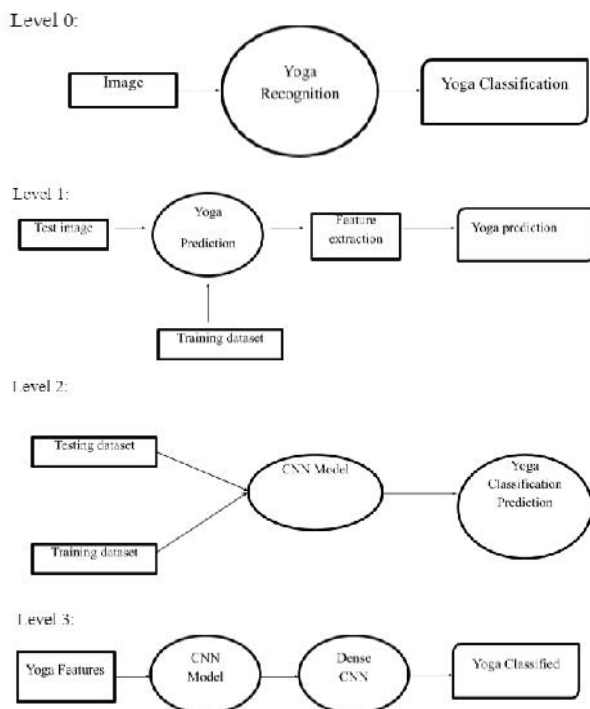 Level 0:
Image
Yoga
Recognition
Yoga Classification
Level 1:
Test image
Yoga
Prediction
Feature
extraction
Yoga prediction
Training dataset
Level 2:
Testing dataset
CNN Model
Yoga
Classification
Prediction
Training dataset
Level 3:
Yoga Features
CNN
Model
Dense
CNN
Yoga Classified